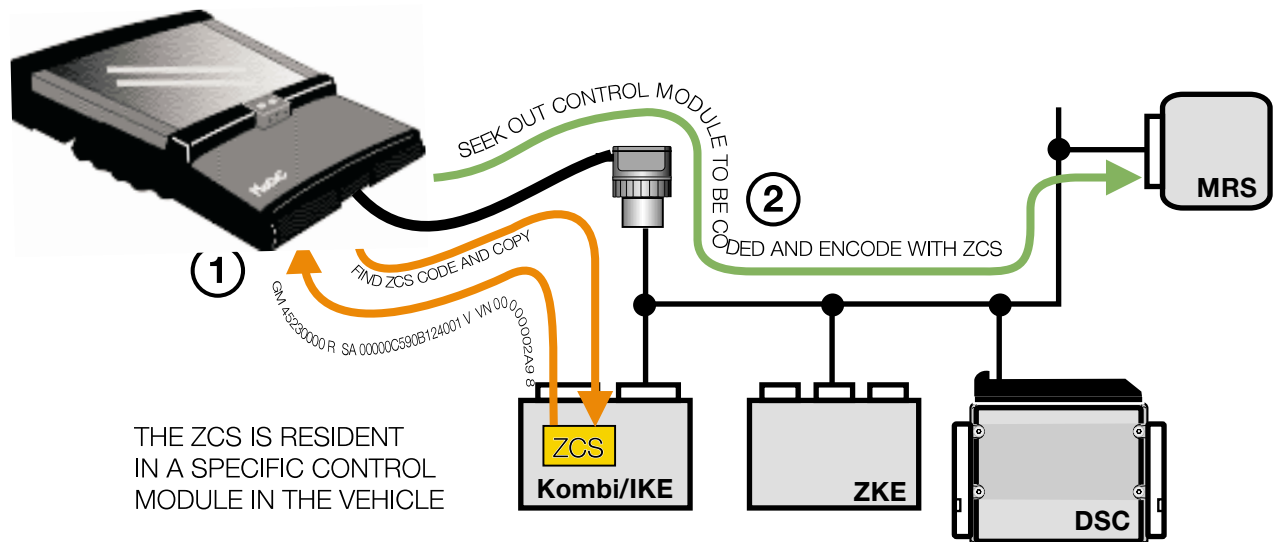 MoDiC
SEEK OUT CONTROL MODULE TO BE CODED AND ENCODE WITH ZCS
1
2
MRS
FIND ZCS CODE AND COPY
GM 45230000 R SA 00000C590B124001 V VN 00 000002A9 8
THE ZCS IS RESIDENT
IN A SPECIFIC CONTROL
MODULE IN THE VEHICLE
ZCS
Kombi/IKE
ZKE
DSC